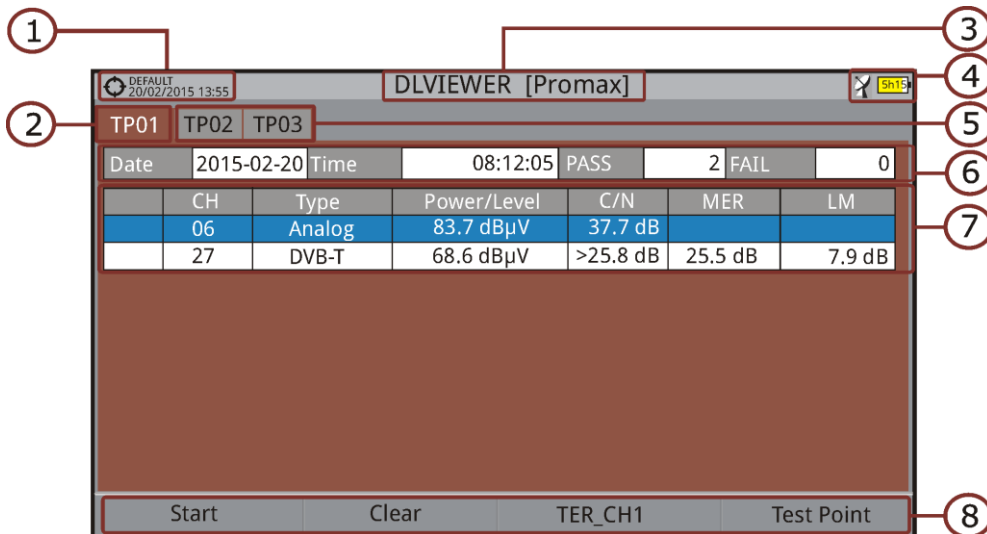 1
3
DEFAULT
20/02/2015 13:55
DLVIEWER [Promax]
5h15
4
2
TP01 TP02 TP03
5
Date 2015-02-20 Time 08:12:05 PASS 2 FAIL 0
6
CH Type Power/Level C/N MER LM
06 Analog 83.7 dBµV 37.7 dB
7
27 DVB-T 68.6 dBµV >25.8 dB 25.5 dB 7.9 dB
Start Clear TER_CH1 Test Point
8